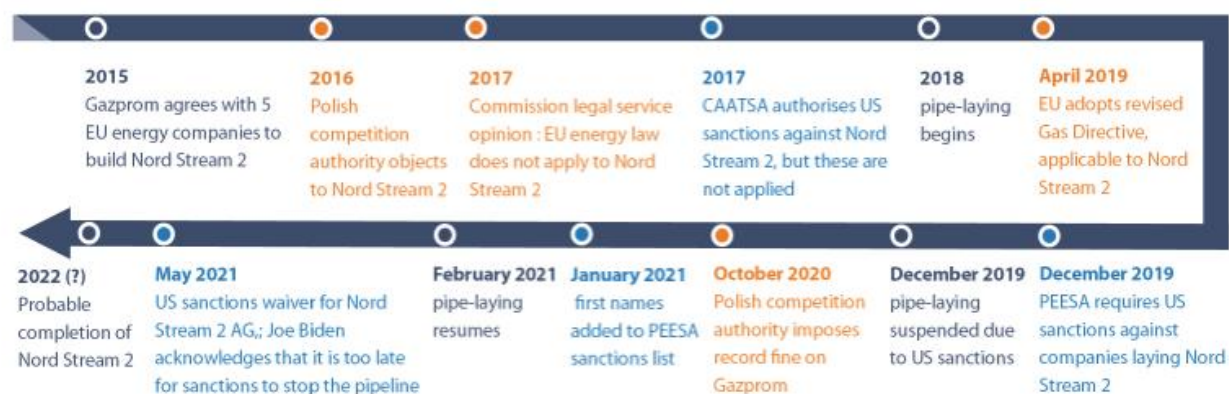 2015
Gazprom agrees with 5
EU energy companies to
build Nord Stream 2
2016
Polish
competition
authority objects
to Nord Stream 2
2017
Commission legal service
opinion : EU energy law
does not apply to Nord
Stream 2
2017
CAATSA authorises US
sanctions against Nord
Stream 2, but these are
not applied
2018
pipe-laying
begins
April 2019
EU adopts revised
Gas Directive,
applicable to Nord
Stream 2
December 2019
PEESA requires US
sanctions against
companies laying Nord
Stream 2
December 2019
pipe-laying
suspended due
to US sanctions
October 2020
Polish competition
authority imposes
record fine on
Gazprom
January 2021
first names
added to PEESA
sanctions list
February 2021
pipe-laying
resumes
May 2021
US sanctions waiver for Nord
Stream 2 AG,; Joe Biden
acknowledges that it is too late
for sanctions to stop the pipeline
2022 (?)
Probable
completion of
Nord Stream 2